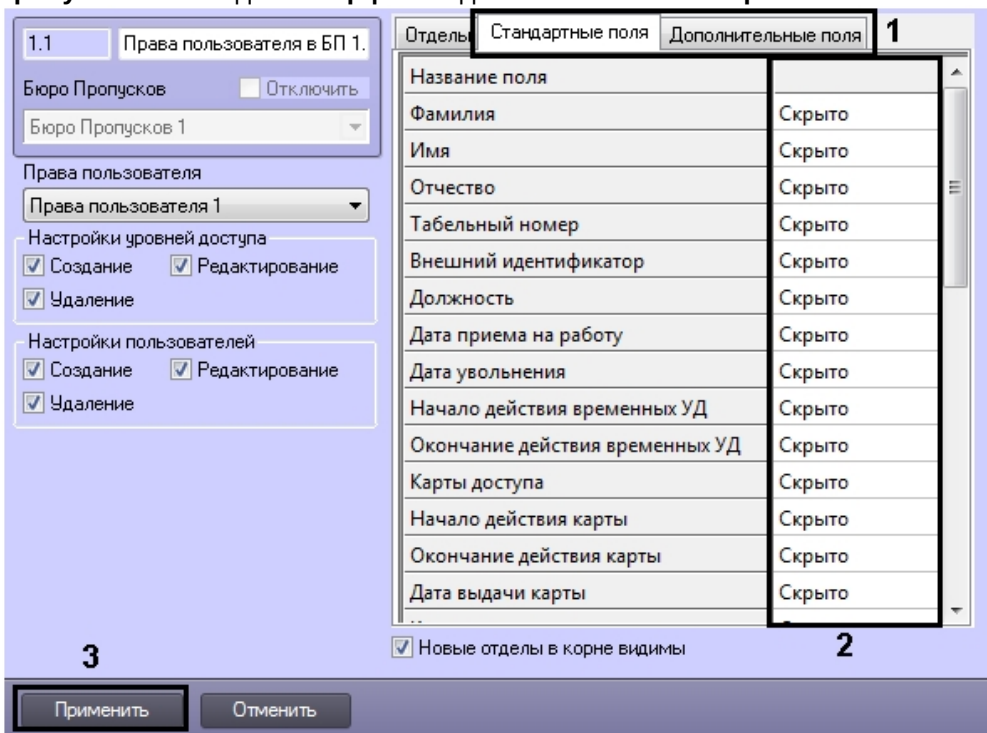 1.1 Права пользователя в БП 1.
Бюро Пропусков Отключить
Бюро Пропусков 1
Права пользователя
Права пользователя 1
Настройки уровней доступа
Создание Редактирование
Удаление
Настройки пользователей
Создание Редактирование
Удаление
Отделы Стандартные поля Дополнительные поля 1
Название поля
Фамилия Скрыто
Имя Скрыто
Отчество Скрыто
Табельный номер Скрыто
Внешний идентификатор Скрыто
Должность Скрыто
Дата приема на работу Скрыто
Дата увольнения Скрыто
Начало действия временных УД Скрыто
Окончание действия временных УД Скрыто
Карты доступа Скрыто
Начало действия карты Скрыто
Окончание действия карты Скрыто
Дата выдачи карты Скрыто
Новые отделы в корне видимы 2
3
Применить Отменить